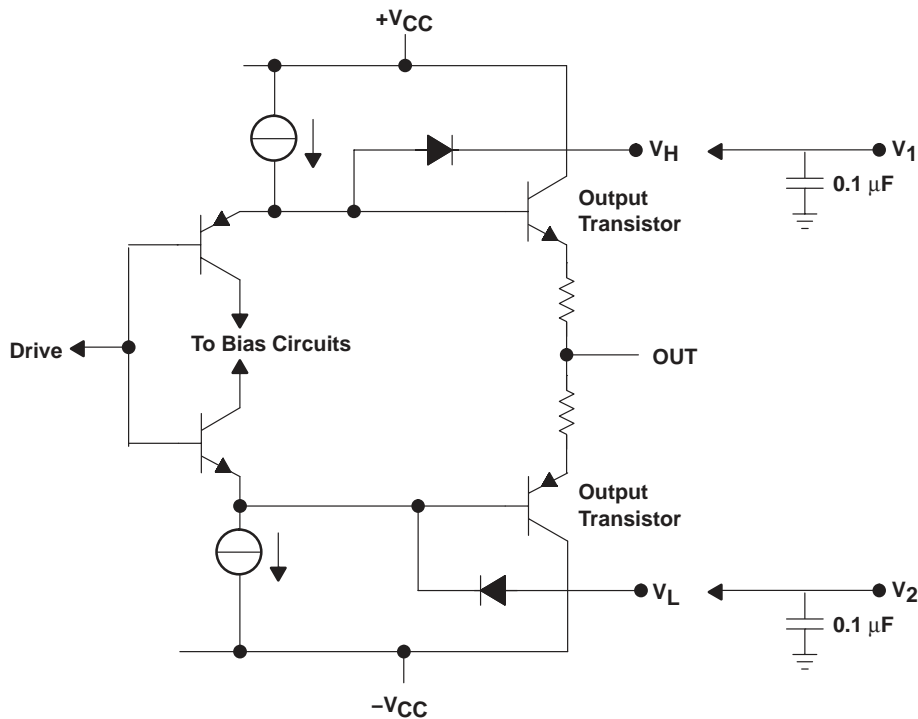 +VCC
VH
V1
0.1 μF
Output
Transistor
Drive
To Bias Circuits
OUT
Output
Transistor
VL
V2
0.1 μF
–VCC